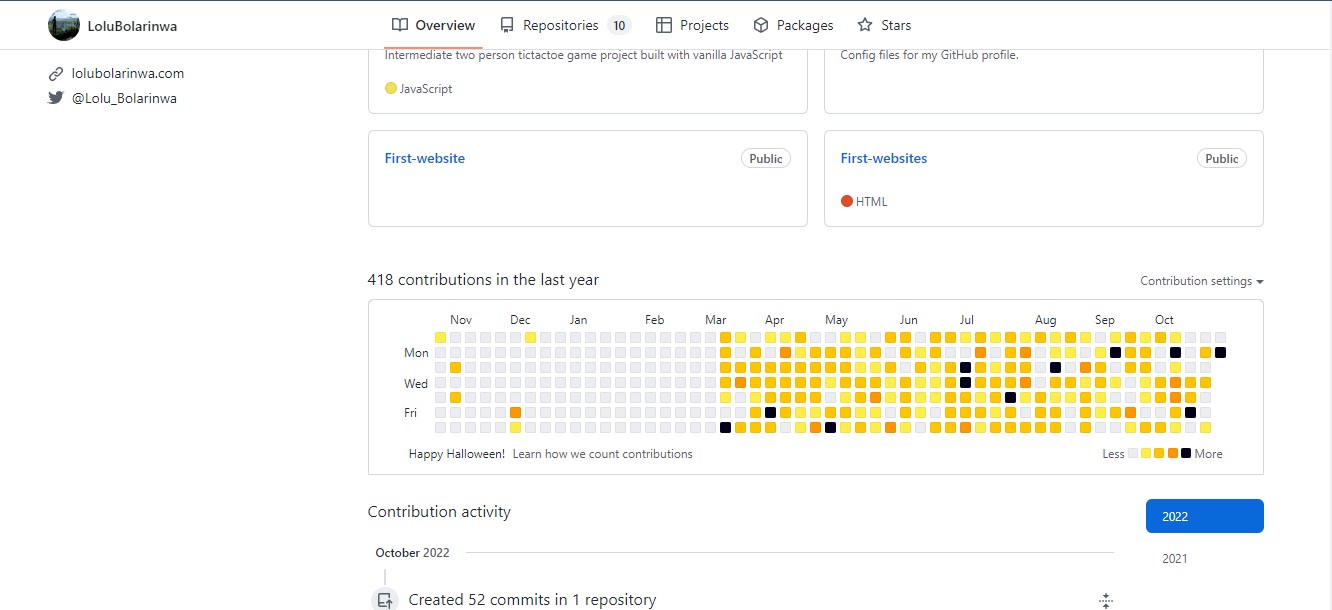 LoluBolarinwa Overview Repositories 10 Projects Packages Stars
lolubolarinwa.com
@Lolu_Bolarinwa
Intermediate two person tictactoe game project built with vanilla JavaScript
JavaScript
Config files for my GitHub profile.
First-website Public
First-websites Public
HTML
418 contributions in the last year
Contribution settings
Nov Dec Jan Feb Mar Apr May Jun Jul Aug Sep Oct
Mon
Wed
Fri
Happy Halloween! Learn how we count contributions
Less More
Contribution activity
2022
2021
October 2022
Created 52 commits in 1 repository